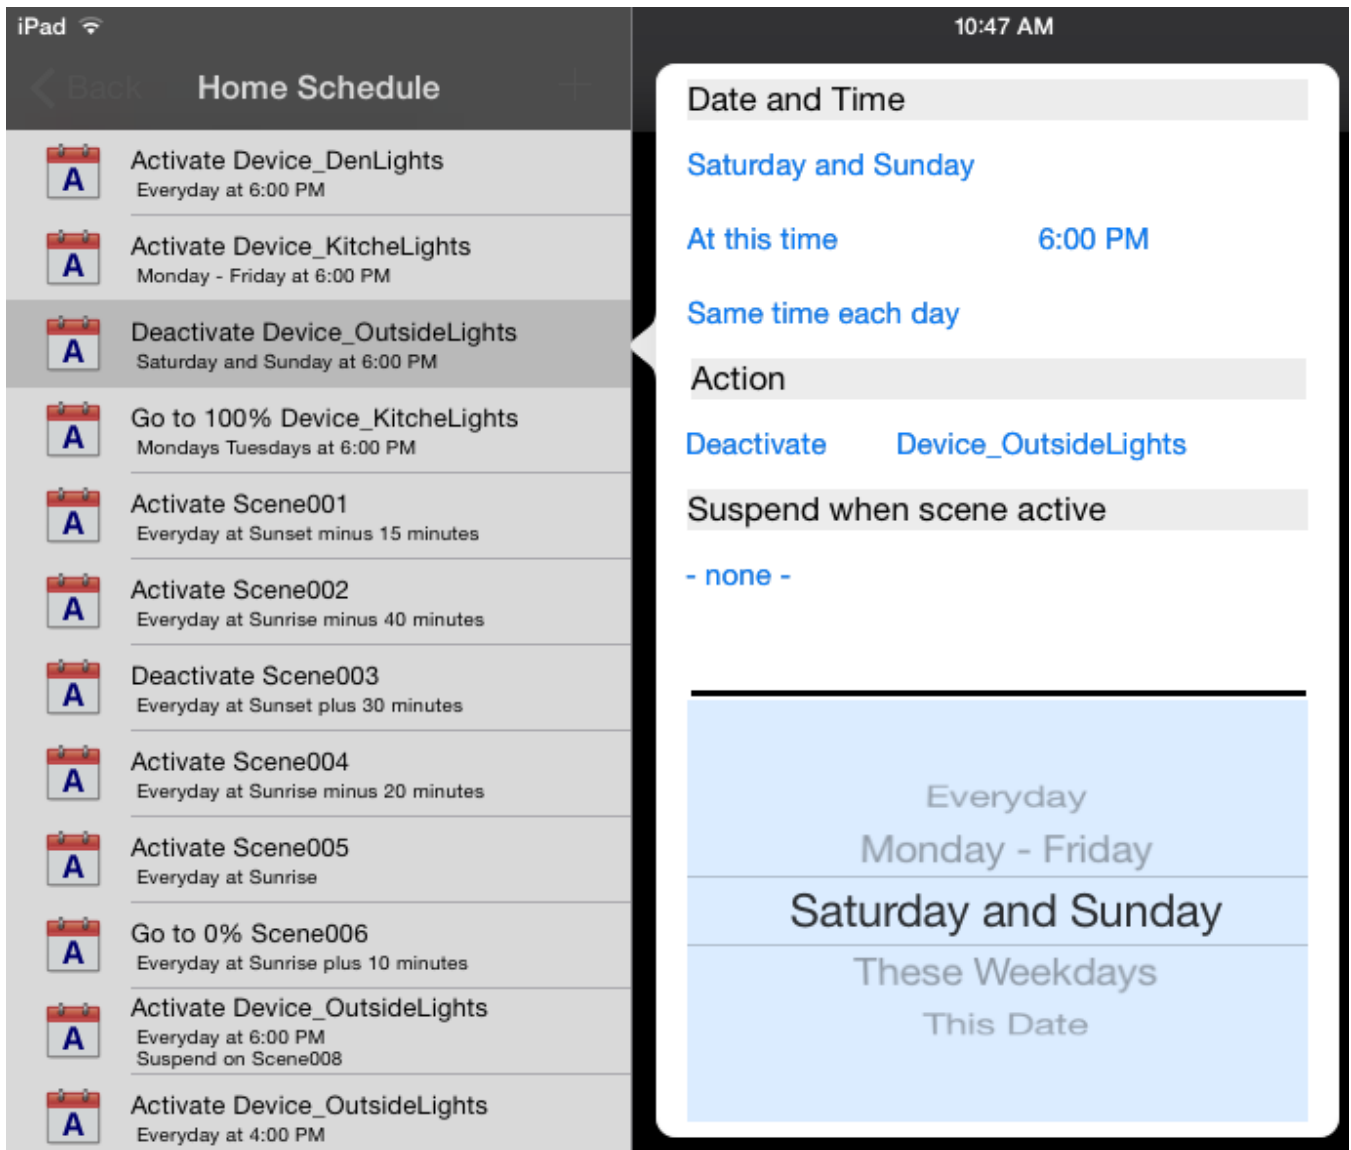 iPad
10:47 AM
Back
Home Schedule
+
A
Activate Device_DenLights
Everyday at 6:00 PM
A
Activate Device_KitcheLights
Monday - Friday at 6:00 PM
A
Deactivate Device_OutsideLights
Saturday and Sunday at 6:00 PM
A
Go to 100% Device_KitcheLights
Mondays Tuesdays at 6:00 PM
A
Activate Scene001
Everyday at Sunset minus 15 minutes
A
Activate Scene002
Everyday at Sunrise minus 40 minutes
A
Deactivate Scene003
Everyday at Sunset plus 30 minutes
A
Activate Scene004
Everyday at Sunrise minus 20 minutes
A
Activate Scene005
Everyday at Sunrise
A
Go to 0% Scene006
Everyday at Sunrise plus 10 minutes
A
Activate Device_OutsideLights
Everyday at 6:00 PM
Suspend on Scene008
A
Activate Device_OutsideLights
Everyday at 4:00 PM
Date and Time
Saturday and Sunday
At this time 6:00 PM
Same time each day
Action
Deactivate Device_OutsideLights
Suspend when scene active
- none -
Everyday
Monday - Friday
Saturday and Sunday
These Weekdays
This Date